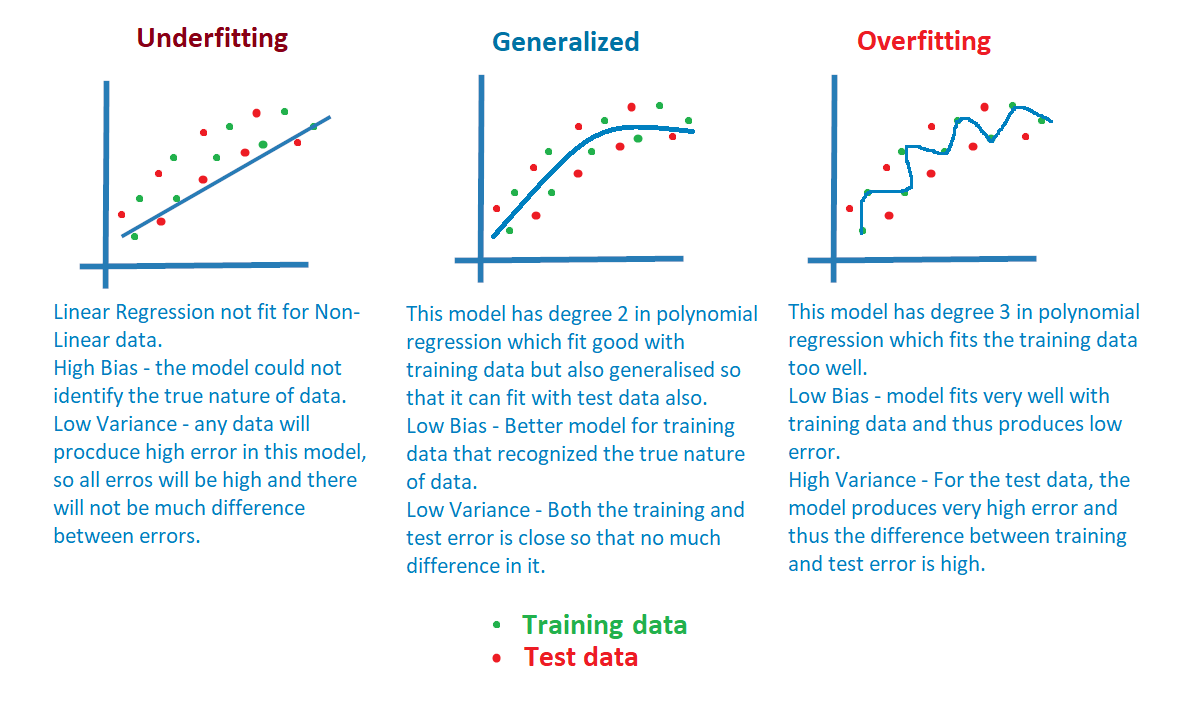 Underfitting
Linear Regression not fit for Non-
Linear data.
High Bias - the model could not
identify the true nature of data.
Low Variance - any data will
procduce high error in this model,
so all erros will be high and there
will not be much difference
between errors.
Generalized
This model has degree 2 in polynomial
regression which fit good with
training data but also generalised so
that it can fit with test data also.
Low Bias - Better model for training
data that recognized the true nature
of data.
Low Variance - Both the training and
test error is close so that no much
difference in it.
Overfitting
This model has degree 3 in polynomial
regression which fits the training data
too well.
Low Bias - model fits very well with
training data and thus produces low
error.
High Variance - For the test data, the
model produces very high error and
thus the difference between training
and test error is high.
Training data
Test data